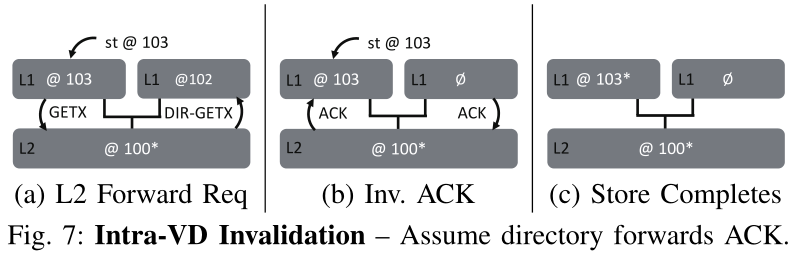 st @ 103
L1 @ 103
L1 @102
GETX
DIR-GETX
L2 @ 100*
(a) L2 Forward Req
st @ 103
L1 @ 103
L1 Ø
ACK
ACK
L2 @ 100*
(b) Inv. ACK
L1 @ 103*
L1 Ø
L2 @ 100*
(c) Store Completes
Fig. 7: Intra-VD Invalidation – Assume directory forwards ACK.